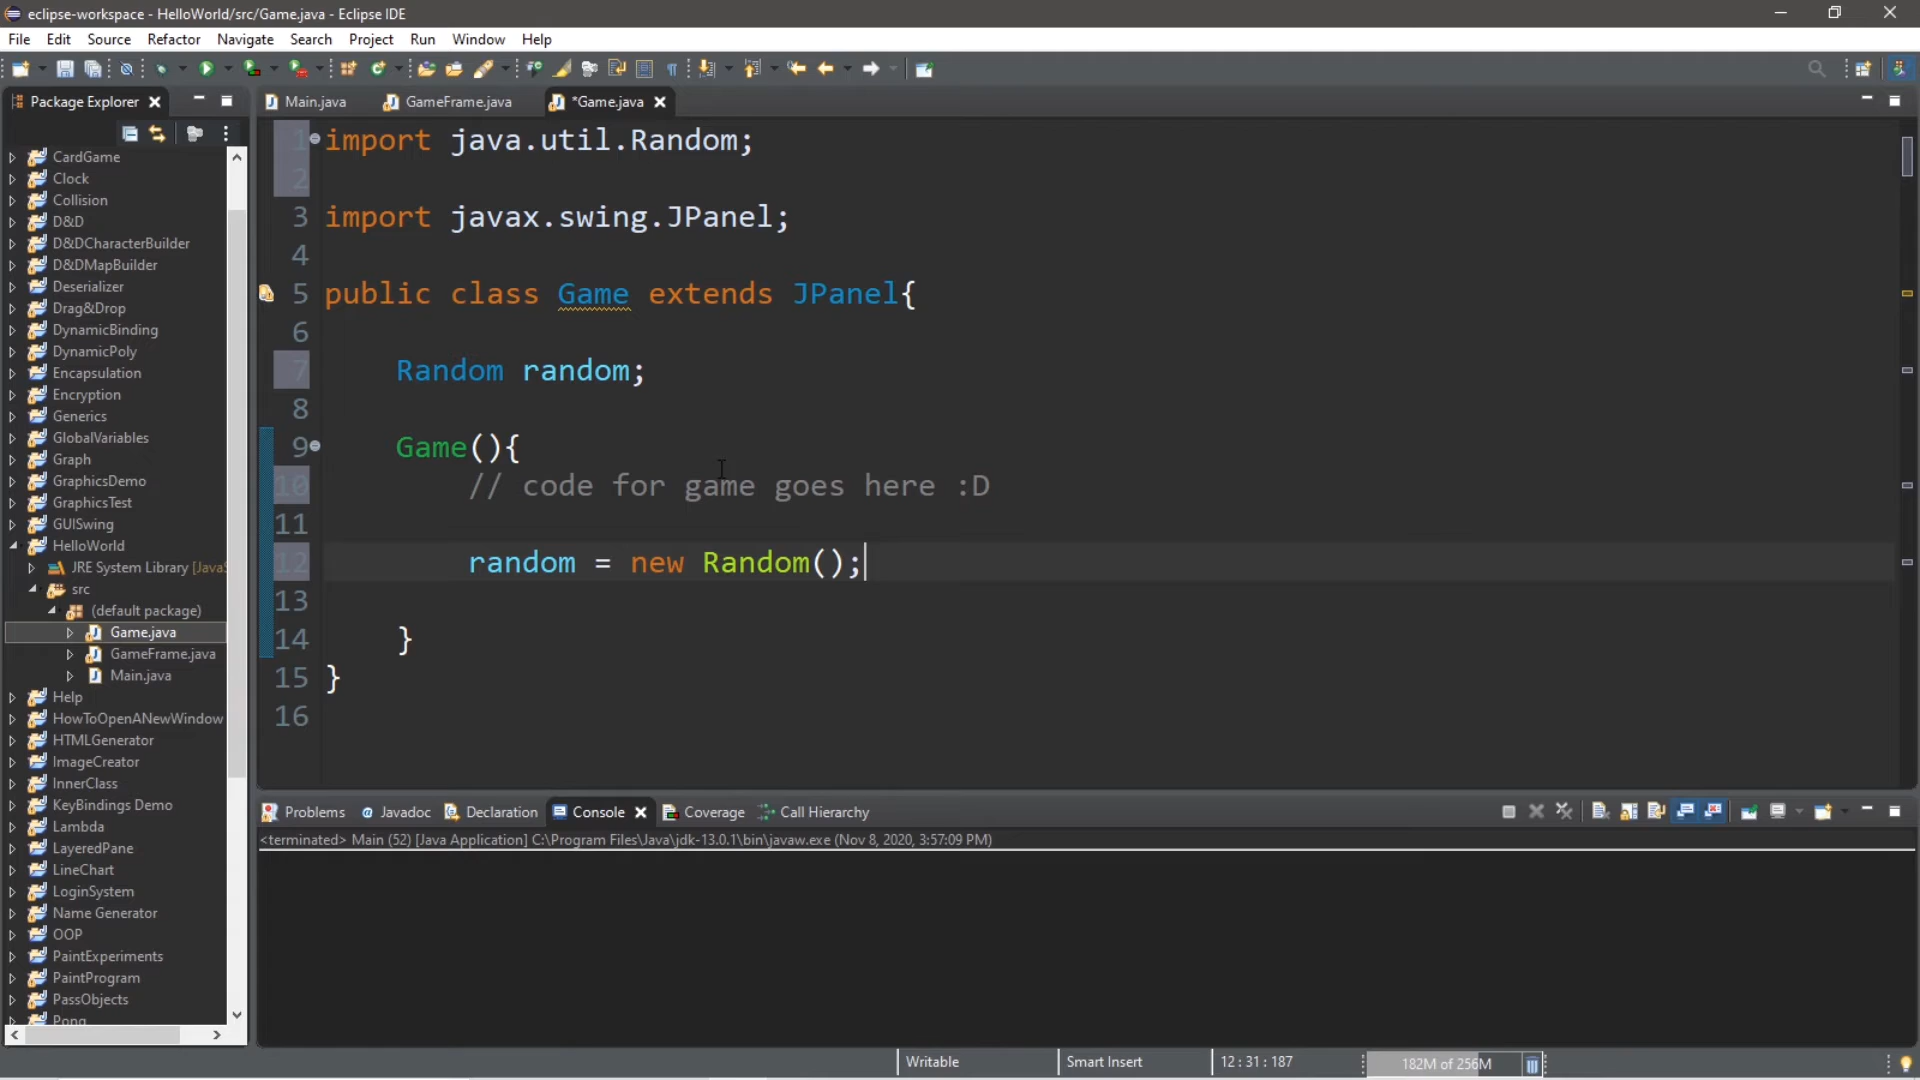 eclipse-workspace - HelloWorld/src/Game.java - Eclipse IDE
File Edit Source Refactor Navigate Search Project Run Window Help
Package Explorer
Main.java GameFrame.java *Game.java
CardGame
Clock
Collision
D&D
D&DCharacterBuilder
D&DMapBuilder
Deserializer
Drag&Drop
DynamicBinding
DynamicPoly
Encapsulation
Encryption
Generics
GlobalVariables
Graph
GraphicsDemo
GraphicsTest
GUISwing
HelloWorld
JRE System Library [JavaS
src
(default package)
Game.java
GameFrame.java
Main.java
Help
HowToOpenANewWindow
HTMLGenerator
ImageCreator
InnerClass
KeyBindings Demo
Lambda
LayeredPane
LineChart
LoginSystem
Name Generator
OOP
PaintExperiments
PaintProgram
PassObjects
Pong
1 import java.util.Random;
2
3 import javax.swing.JPanel;
4
5 public class Game extends JPanel{
6
7 Random random;
8
9 Game(){
10 // code for game goes here :D
11
12 random = new Random();
13
14 }
15 }
16
Problems Javadoc Declaration Console Coverage Call Hierarchy
<terminated> Main (52) [Java Application] C:\Program Files\Java\jdk-13.0.1\bin\javaw.exe (Nov 8, 2020, 3:57:09 PM)
Writable Smart Insert 12 : 31 : 187 182M of 256M